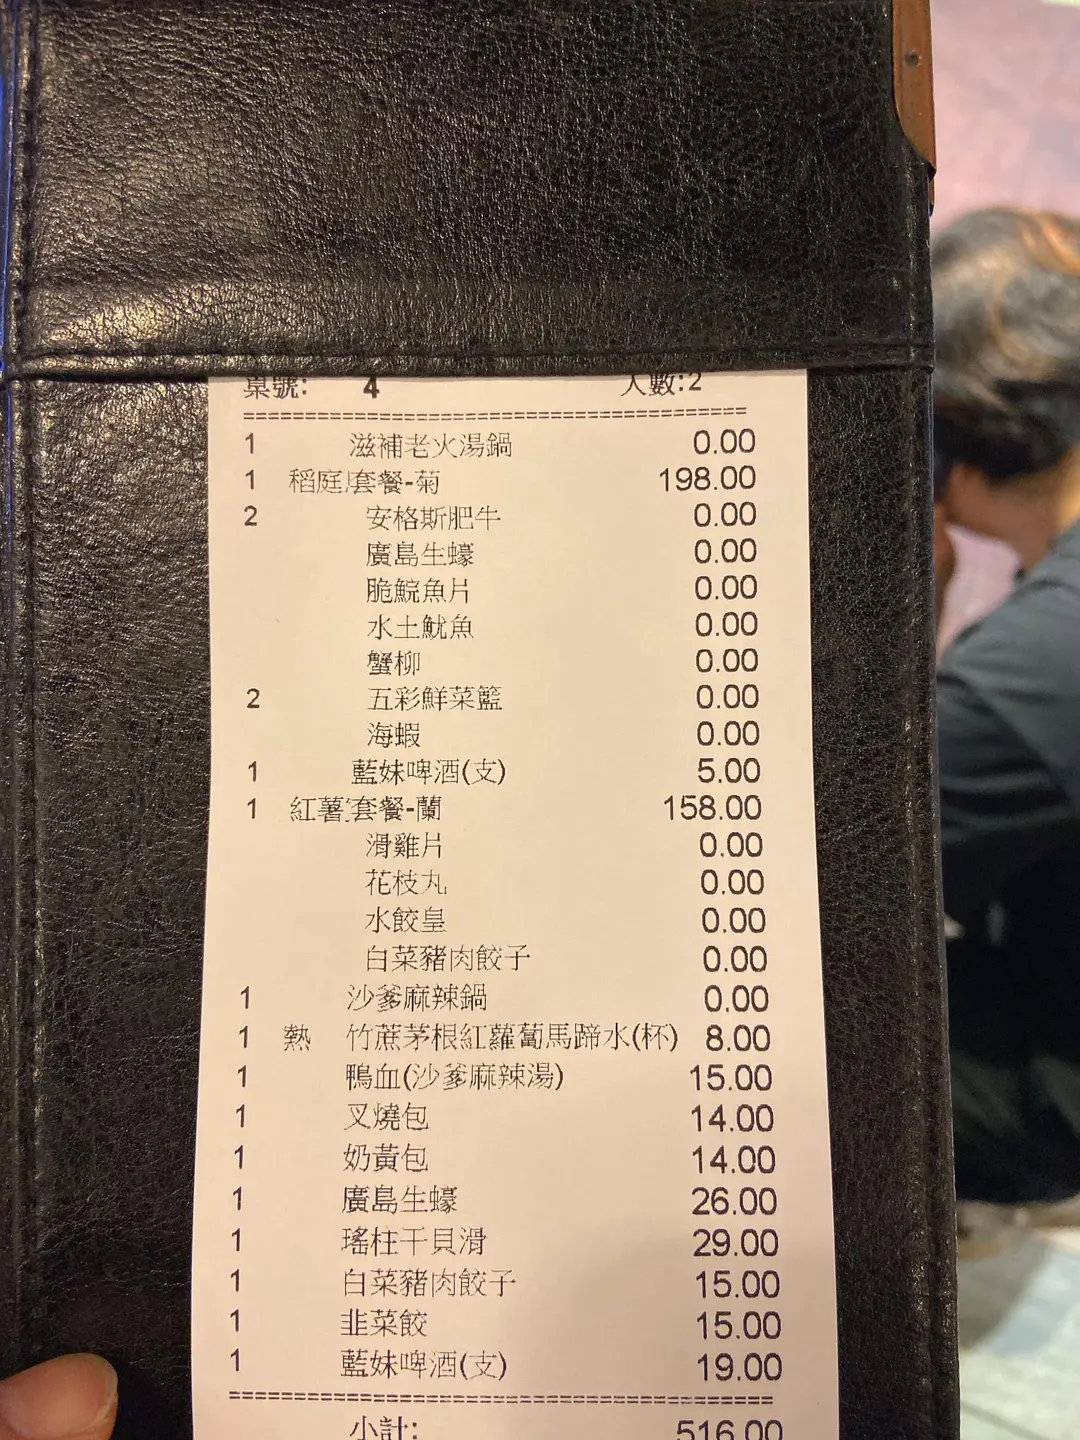 桌號: 4 人數:2
1 滋補老火湯鍋 0.00
1 稻庭套餐-菊 198.00
2 安格斯肥牛 0.00
廣島生蠔 0.00
脆鯇魚片 0.00
水土魷魚 0.00
蟹柳 0.00
2 五彩鮮菜籃 0.00
海蝦 0.00
1 藍妹啤酒(支) 5.00
1 紅薯套餐-蘭 158.00
滑雞片 0.00
花枝丸 0.00
水餃皇 0.00
白菜豬肉餃子 0.00
1 沙爹麻辣鍋 0.00
1 熱 竹蔗茅根紅蘿蔔馬蹄水(杯) 8.00
1 鴨血(沙爹麻辣湯) 15.00
1 叉燒包 14.00
1 奶黃包 14.00
1 廣島生蠔 26.00
1 瑤柱干貝滑 29.00
1 白菜豬肉餃子 15.00
1 韭菜餃 15.00
1 藍妹啤酒(支) 19.00
小計: 516.00